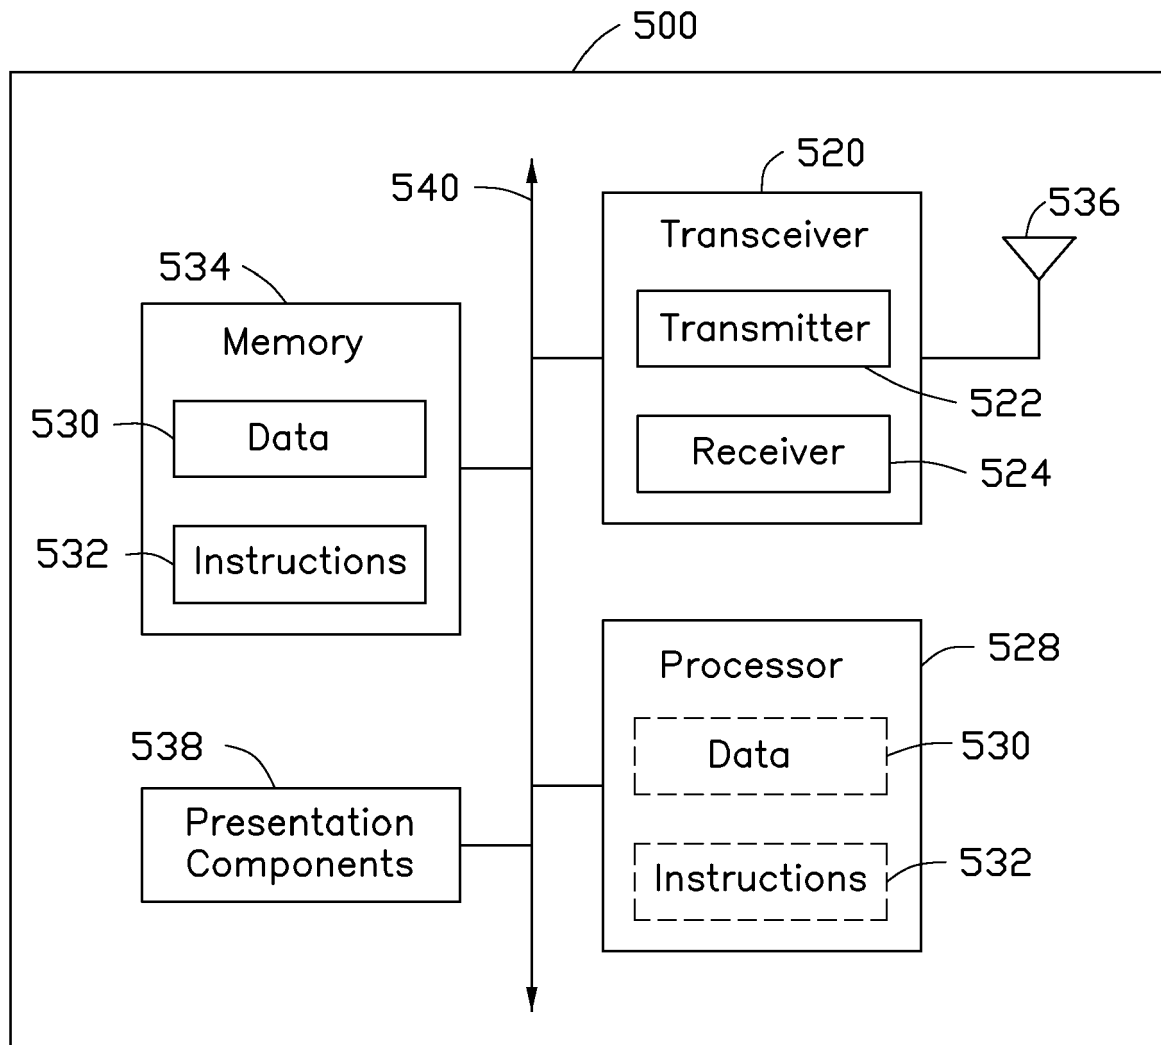 500
520
540
536
Transceiver
534
Transmitter
Memory
522
530
Data
Receiver
524
532
Instructions
528
Processor
538
Data
530
Presentation
Components
Instructions
532